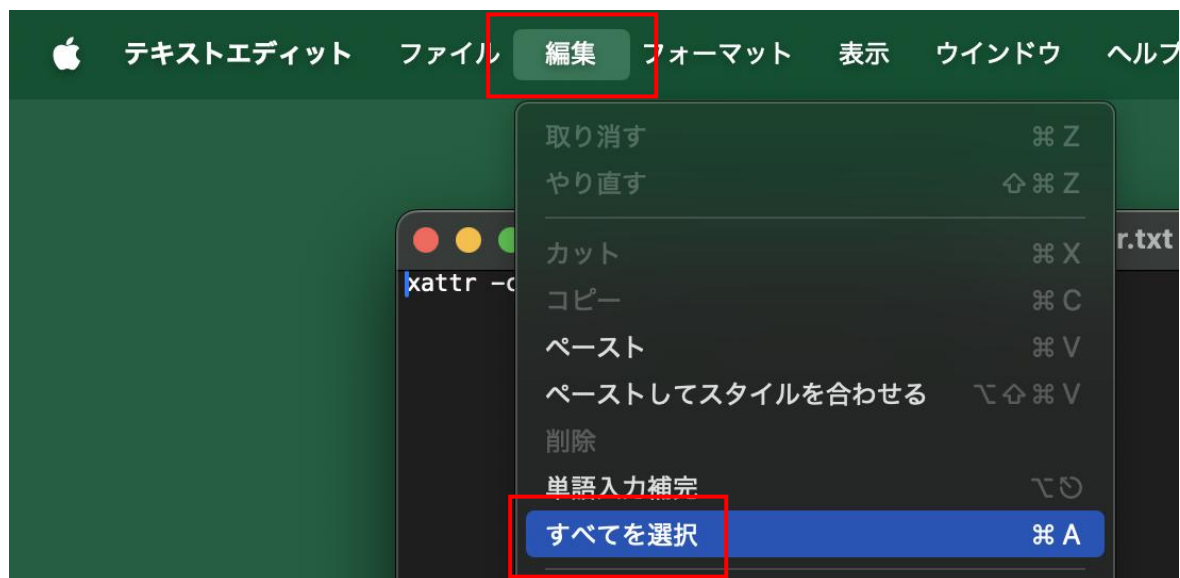 テキストエディット ファイル 編集 フォーマット 表示 ウインドウ ヘルプ
取り消す ⌘ Z
やり直す ⇧ ⌘ Z
r.txt
カット ⌘ X
xattr
コピー ⌘ C
ペースト ⌘ V
ペーストしてスタイルを合わせる ⌥ ⇧ ⌘ V
削除
単語入力補完 ⌥ ⎋
すべてを選択 ⌘ A